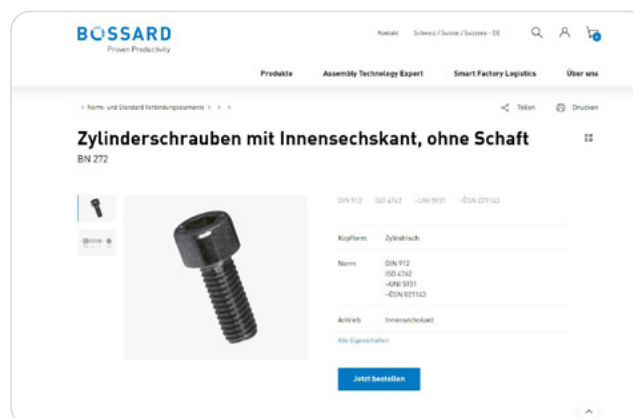 BOSSARD
Proven Productivity
Kontakt Schweiz / Suisse / Svizzera - DE
0
Produkte Assembly Technology Expert Smart Factory Logistics Über uns
> Norm- und Standard Verbindungselemente > > >
Teilen Drucken
Zylinderschrauben mit Innensechskant, ohne Schaft
BN 272
DIN 912 ISO 4762 ~UNI 5931 ~ČSN 021143
Kopfform Zylindrisch
Norm DIN 912
ISO 4762
~UNI 5931
~ČSN 021143
Antrieb Innensechskant
Alle Eigenschaften
Jetzt bestellen